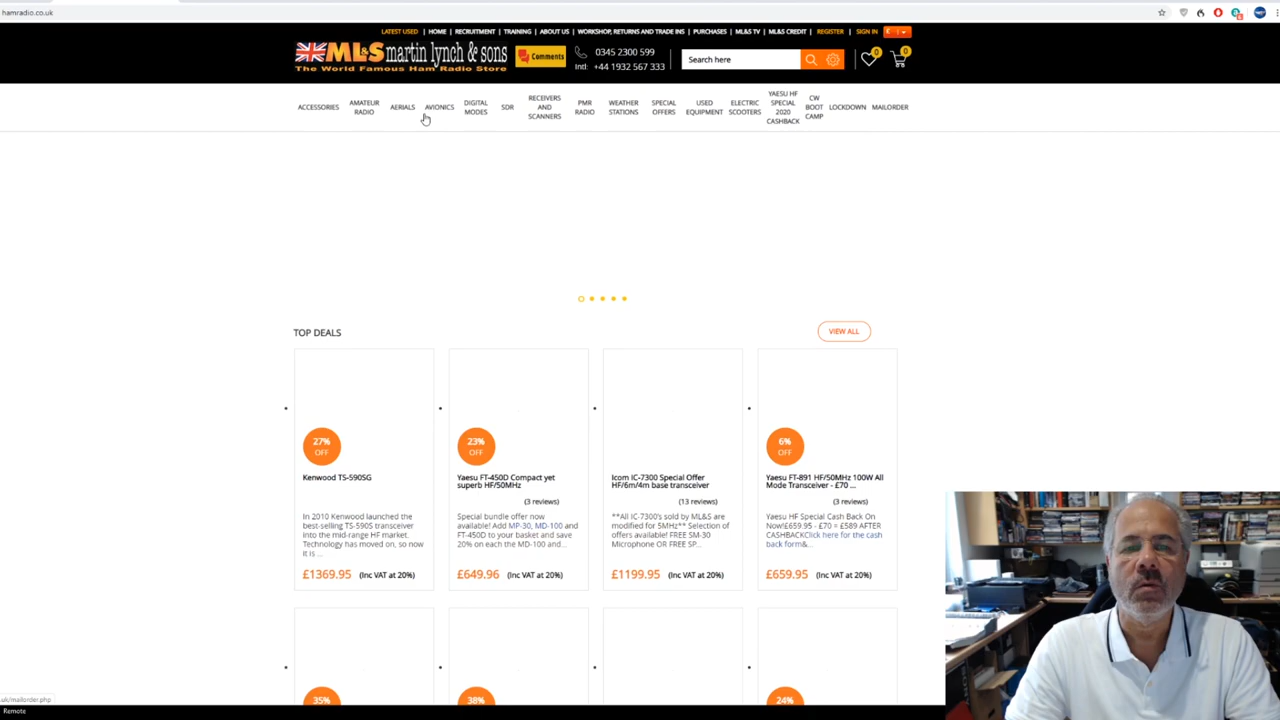 hamradio.co.uk
LATEST USED | HOME | RECRUITMENT | TRAINING | ABOUT US | WORKSHOP, RETURNS AND TRADE INS | PURCHASES | ML&S TV | ML&S CREDIT | REGISTER | SIGN IN
ML&S martin lynch & sons
The World Famous Ham Radio Store
Comments
0345 2300 599
Intl: +44 1932 567 333
Search here
0
0
ACCESSORIES
AMATEUR
RADIO
AERIALS
AVIONICS
DIGITAL
MODES
SDR
RECEIVERS
AND
SCANNERS
PMR
RADIO
WEATHER
STATIONS
SPECIAL
OFFERS
USED
EQUIPMENT
ELECTRIC
SCOOTERS
YAESU HF
SPECIAL
2020
CASHBACK
CW
BOOT
CAMP
LOCKDOWN
MAILORDER
TOP DEALS
VIEW ALL
27%
OFF
Kenwood TS-590SG
In 2010 Kenwood launched the
best-selling TS-590S transceiver
into the mid-range HF market.
Technology has moved on, so now
it is ...
£1369.95 (Inc VAT at 20%)
23%
OFF
Yaesu FT-450D Compact yet
superb HF/50MHz
(3 reviews)
Special bundle offer now
available! Add MP-30, MD-100 and
FT-450D to your basket and save
20% on each the MD-100 and...
£649.96 (Inc VAT at 20%)
Icom IC-7300 Special Offer
HF/6m/4m base transceiver
(13 reviews)
**All IC-7300's sold by ML&S are
modified for 5MHz** Selection of
offers available! FREE SM-30
Microphone OR FREE SP...
£1199.95 (Inc VAT at 20%)
6%
OFF
Yaesu FT-891 HF/50MHz 100W All
Mode Transceiver - £70 ...
(3 reviews)
Yaesu HF Special Cash Back On
Now!£659.95 - £70 = £589 AFTER
CASHBACKClick here for the cash
back form&...
£659.95 (Inc VAT at 20%)
35%
38%
24%
.uk/mailorder.php
Remote